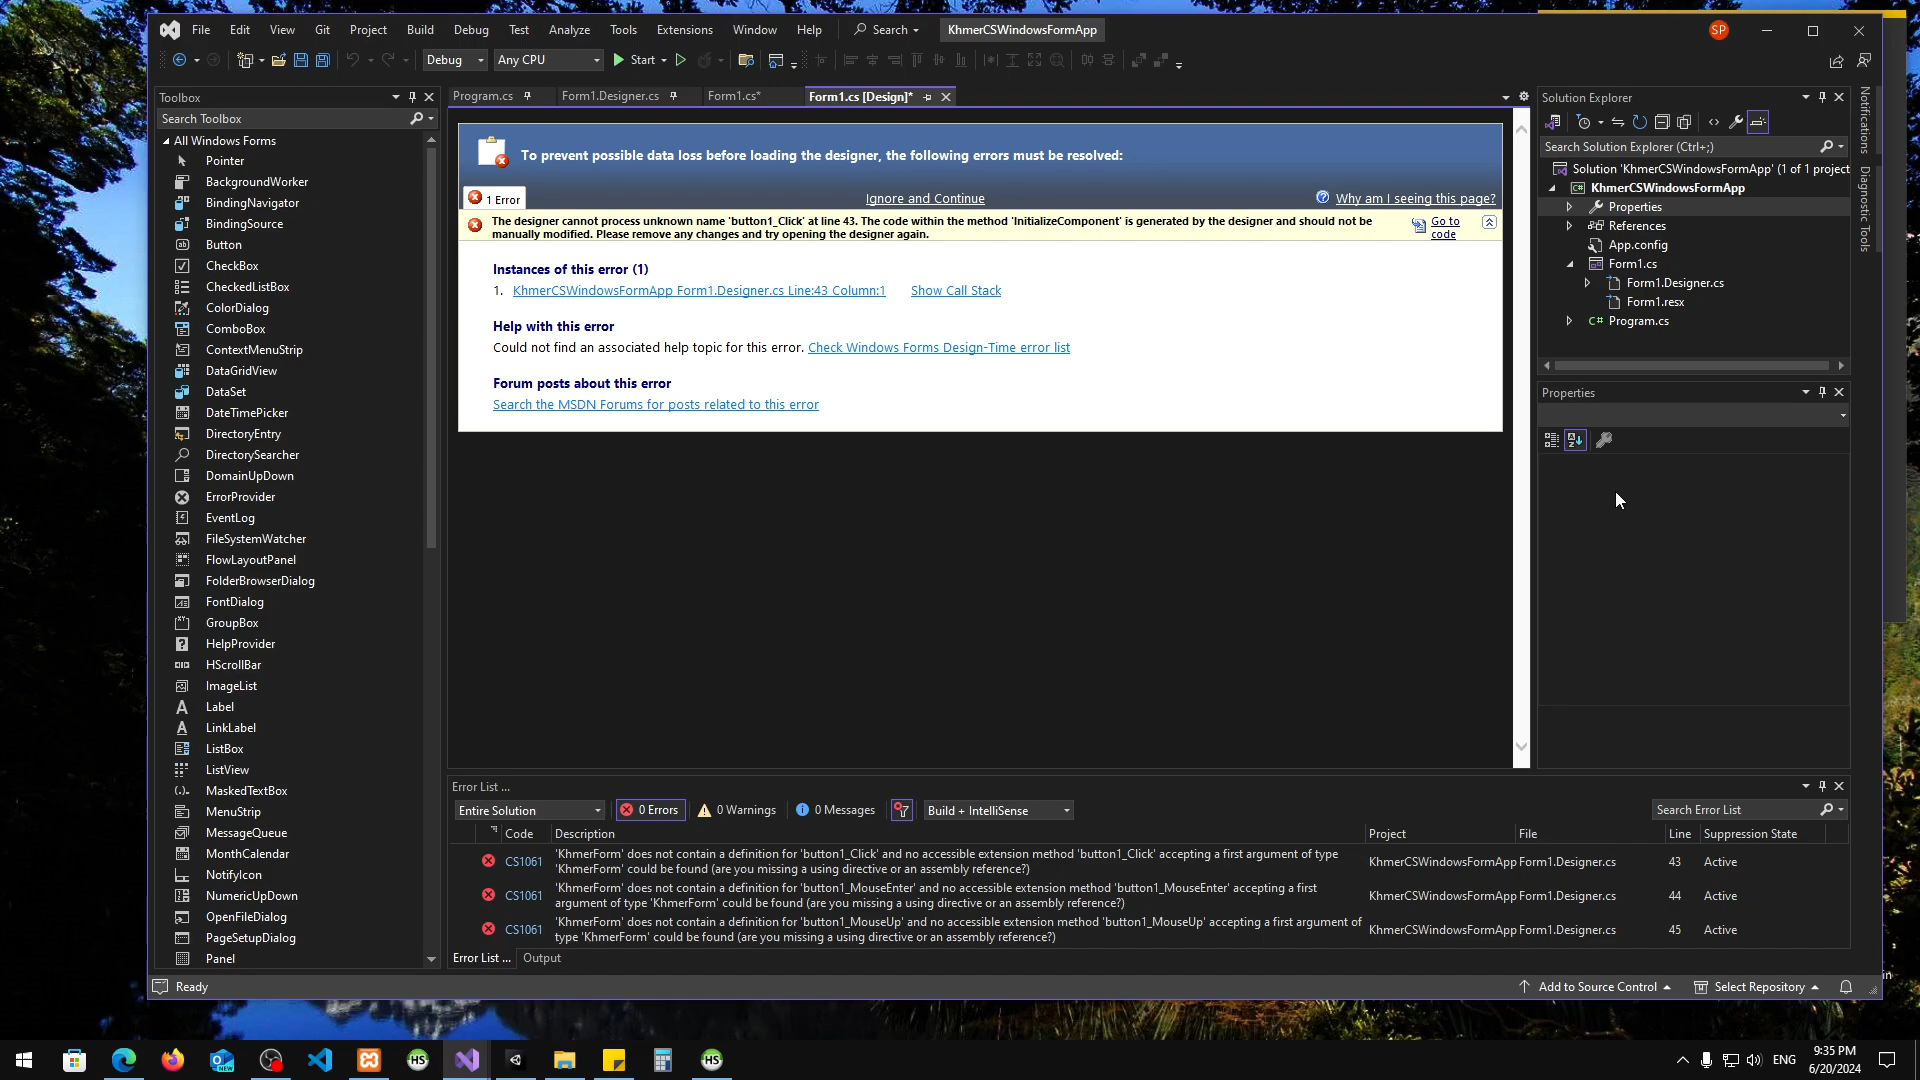 File Edit View Git Project Build Debug Test Analyze Tools Extensions Window Help Search KhmerCSWindowsFormApp SP
Debug Any CPU Start
Toolbox
Search Toolbox
All Windows Forms
Pointer
BackgroundWorker
BindingNavigator
BindingSource
Button
CheckBox
CheckedListBox
ColorDialog
ComboBox
ContextMenuStrip
DataGridView
DataSet
DateTimePicker
DirectoryEntry
DirectorySearcher
DomainUpDown
ErrorProvider
EventLog
FileSystemWatcher
FlowLayoutPanel
FolderBrowserDialog
FontDialog
GroupBox
HelpProvider
HScrollBar
ImageList
Label
LinkLabel
ListBox
ListView
MaskedTextBox
MenuStrip
MessageQueue
MonthCalendar
NotifyIcon
NumericUpDown
OpenFileDialog
PageSetupDialog
Panel
Program.cs Form1.Designer.cs Form1.cs* Form1.cs [Design]*
To prevent possible data loss before loading the designer, the following errors must be resolved:
1 Error Ignore and Continue Why am I seeing this page?
The designer cannot process unknown name 'button1_Click' at line 43. The code within the method 'InitializeComponent' is generated by the designer and should not be
manually modified. Please remove any changes and try opening the designer again.
Go to
code
Instances of this error (1)
1. KhmerCSWindowsFormApp Form1.Designer.cs Line:43 Column:1 Show Call Stack
Help with this error
Could not find an associated help topic for this error. Check Windows Forms Design-Time error list
Forum posts about this error
Search the MSDN Forums for posts related to this error
Solution Explorer
Search Solution Explorer (Ctrl+;)
Solution 'KhmerCSWindowsFormApp' (1 of 1 project
KhmerCSWindowsFormApp
Properties
References
App.config
Form1.cs
Form1.Designer.cs
Form1.resx
C# Program.cs
Properties
Notifications
Diagnostic Tools
Error List ...
Entire Solution 0 Errors 0 Warnings 0 Messages Build + IntelliSense Search Error List
Code Description Project File Line Suppression State
CS1061 'KhmerForm' does not contain a definition for 'button1_Click' and no accessible extension method 'button1_Click' accepting a first argument of type
'KhmerForm' could be found (are you missing a using directive or an assembly reference?) KhmerCSWindowsFormApp Form1.Designer.cs 43 Active
CS1061 'KhmerForm' does not contain a definition for 'button1_MouseEnter' and no accessible extension method 'button1_MouseEnter' accepting a first
argument of type 'KhmerForm' could be found (are you missing a using directive or an assembly reference?) KhmerCSWindowsFormApp Form1.Designer.cs 44 Active
CS1061 'KhmerForm' does not contain a definition for 'button1_MouseUp' and no accessible extension method 'button1_MouseUp' accepting a first argument of
type 'KhmerForm' could be found (are you missing a using directive or an assembly reference?) KhmerCSWindowsFormApp Form1.Designer.cs 45 Active
Error List ... Output
Ready Add to Source Control Select Repository
ENG 9:35 PM
6/20/2024